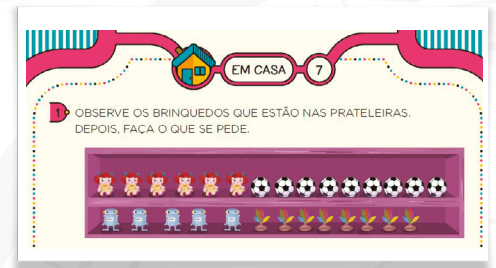 EM CASA
7
1 OBSERVE OS BRINQUEDOS QUE ESTÃO NAS PRATELEIRAS.
DEPOIS, FAÇA O QUE SE PEDE.